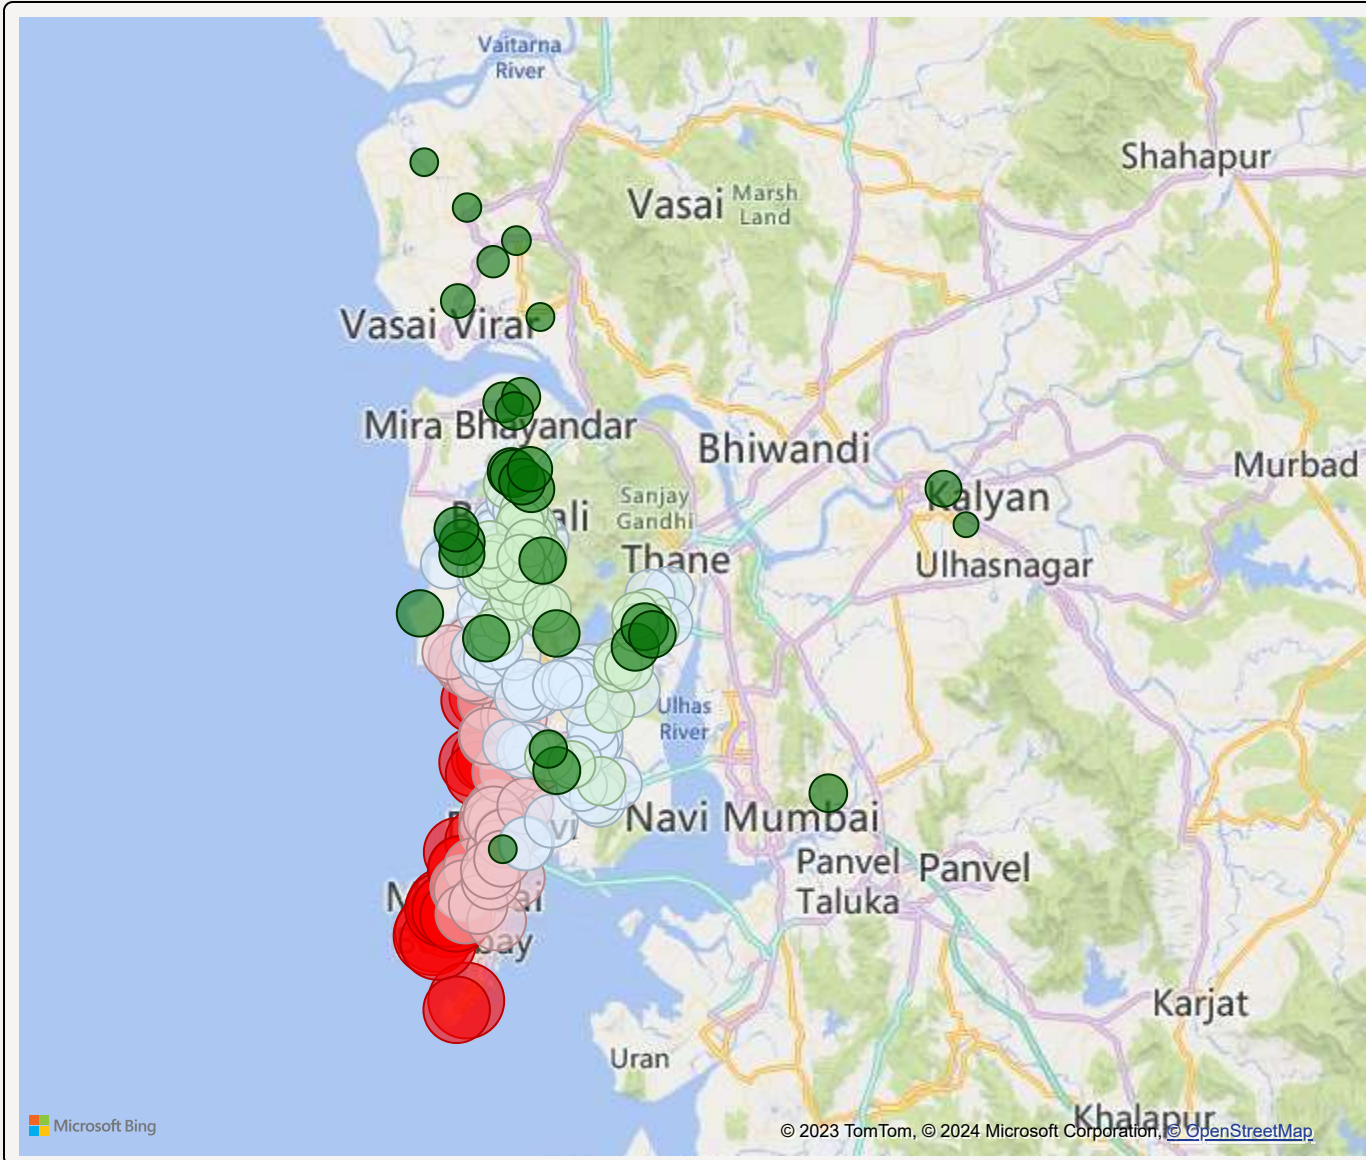 Vaitarna
River
Shahapur
Vasai
Marsh
Land
Vasai Virar
Mira Bhayandar
Bhiwandi
Murbad
Sanjay
Gandhi
Kalyan
Thane
Ulhasnagar
Ulhas
River
Navi Mumbai
Panvel
Taluka
Panvel
Karjat
Uran
Khalapur
Microsoft Bing
© 2023 TomTom, © 2024 Microsoft Corporation, © OpenStreetMap